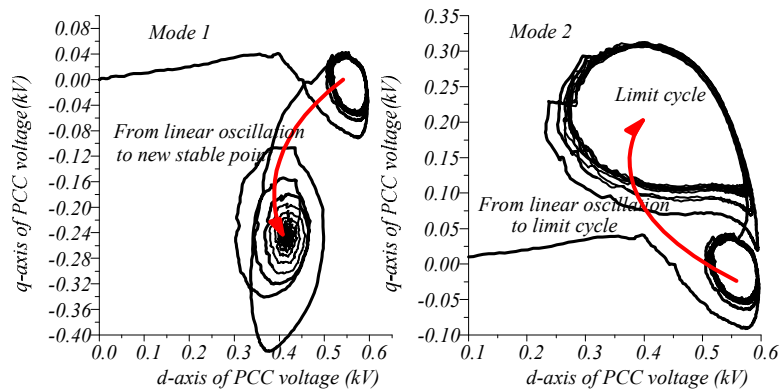 Mode 1
q-axis of PCC voltage(kV)
0.08
0.04
0.00
-0.04
-0.08
-0.12
-0.16
-0.20
-0.24
-0.28
-0.32
-0.36
-0.40
From linear oscillation
to new stable point
0.0 0.1 0.2 0.3 0.4 0.5 0.6
d-axis of PCC voltage (kV)
Mode 2
q-axis of PCC voltage (kV)
0.35
0.30
0.25
0.20
0.15
0.10
0.05
0.00
-0.05
-0.10
Limit cycle
From linear oscillation
to limit cycle
0.1 0.2 0.3 0.4 0.5 0.6
d-axis of PCC voltage (kV)